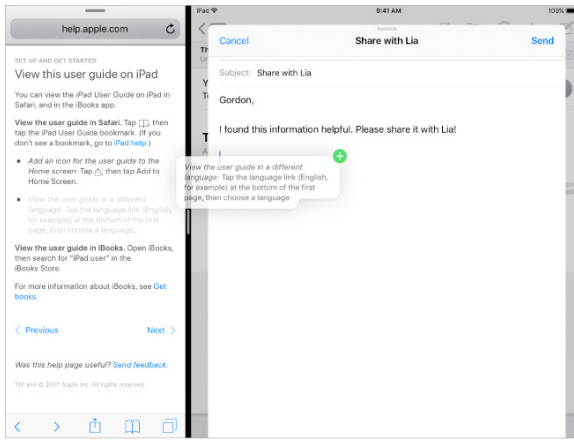 iPad
9:41 AM
100%
help.apple.com
SET UP AND GET STARTED
View this user guide on iPad
You can view the iPad User Guide on iPad in
Safari, and in the iBooks app.
View the user guide in Safari. Tap , then
tap the iPad User Guide bookmark. (If you
don't see a bookmark, go to iPad help.)
• Add an icon for the user guide to the
Home screen: Tap , then tap Add to
Home Screen.
• View the user guide in a different
language: Tap the language link (English,
for example) at the bottom of the first
page, then choose a language.
View the user guide in iBooks. Open iBooks,
then search for "iPad user" in the
iBooks Store.
For more information about iBooks, see Get
books.
Previous
Next
Was this help page useful? Send feedback.
TM and © 2017 Apple Inc. All rights reserved.
Cancel
Share with Lia
Send
Subject: Share with Lia
Gordon,
I found this information helpful. Please share it with Lia!
View the user guide in a different
language: Tap the language link (English,
for example) at the bottom of the first
page, then choose a language.